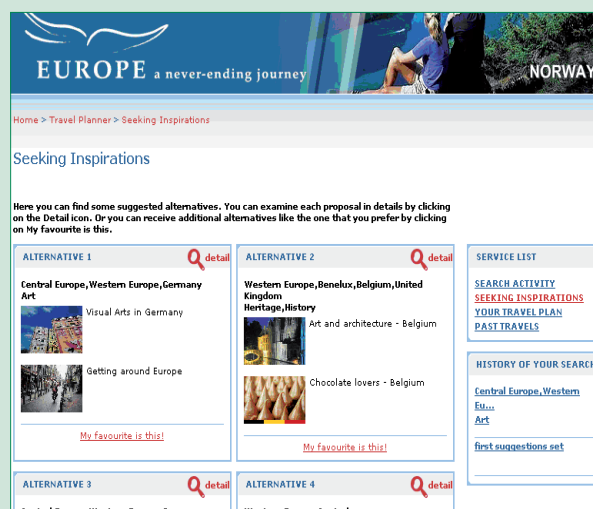 EUROPE a never-ending journey
NORWAY
Home > Travel Planner > Seeking Inspirations
Seeking Inspirations
Here you can find some suggested alternatives. You can examine each proposal in details by clicking
on the Detail icon. Or you can receive additional alternatives like the one that you prefer by clicking
on My favourite is this.
ALTERNATIVE 1 detail
Central Europe,Western Europe,Germany
Art
Visual Arts in Germany
Getting around Europe
My favourite is this!
ALTERNATIVE 2 detail
Western Europe,Benelux,Belgium,United
Kingdom
Heritage,History
Art and architecture - Belgium
Chocolate lovers - Belgium
My favourite is this!
SERVICE LIST
SEARCH ACTIVITY
SEEKING INSPIRATIONS
YOUR TRAVEL PLAN
PAST TRAVELS
HISTORY OF YOUR SEARCH
Central Europe,Western
Eu...
Art
first suggestions set
ALTERNATIVE 3 detail
ALTERNATIVE 4 detail